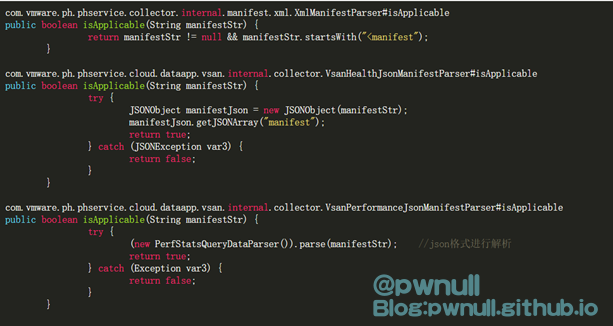 com.vmware.ph.phservice.collector.internal.manifest.xml.XmlManifestParser#isApplicable
public boolean isApplicable(String manifestStr) {
return manifestStr != null && manifestStr.startsWith("<manifest");
}
com.vmware.ph.phservice.cloud.dataapp.vsan.internal.collector.VsanHealthJsonManifestParser#isApplicable
public boolean isApplicable(String manifestStr) {
try {
JSONObject manifestJson = new JSONObject(manifestStr);
manifestJson.getJSONArray("manifest");
return true;
} catch (JSONException var3) {
return false;
}
}
com.vmware.ph.phservice.cloud.dataapp.vsan.internal.collector.VsanPerformanceJsonManifestParser#isApplicable
public boolean isApplicable(String manifestStr) {
try {
(new PerfStatsQueryDataParser()).parse(manifestStr); //json格式进行解析
return true;
} catch (Exception var3) {
return false;
}
}
@pwnull
Blog:pwnull.github.io